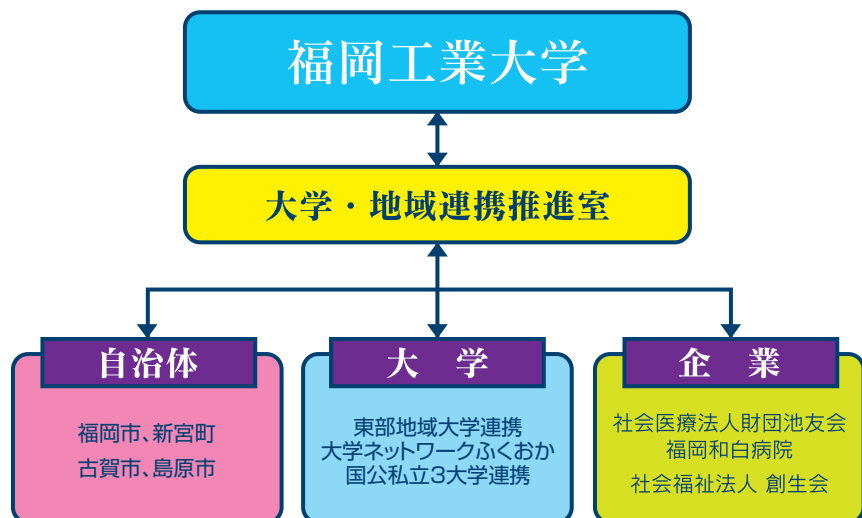 福岡工業大学
大学・地域連携推進室
自治体
福岡市、新宮町
古賀市、島原市
大　学
東部地域大学連携
大学ネットワークふくおか
国公私立3大学連携
企　業
社会医療法人財団池友会
福岡和白病院
社会福祉法人 創生会